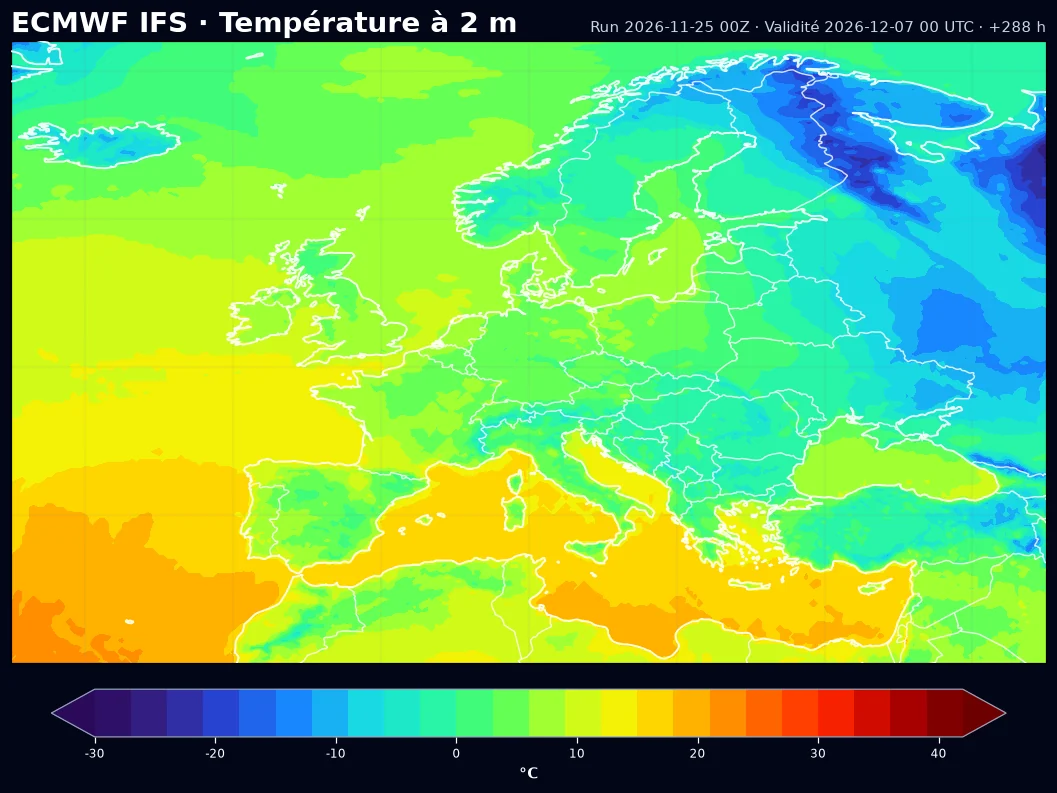 ECMWF IFS · Température à 2 m
Run 2026-11-25 00Z · Validité 2026-12-07 00 UTC · +288 h
-30 -20 -10 0 10 20 30 40
°C